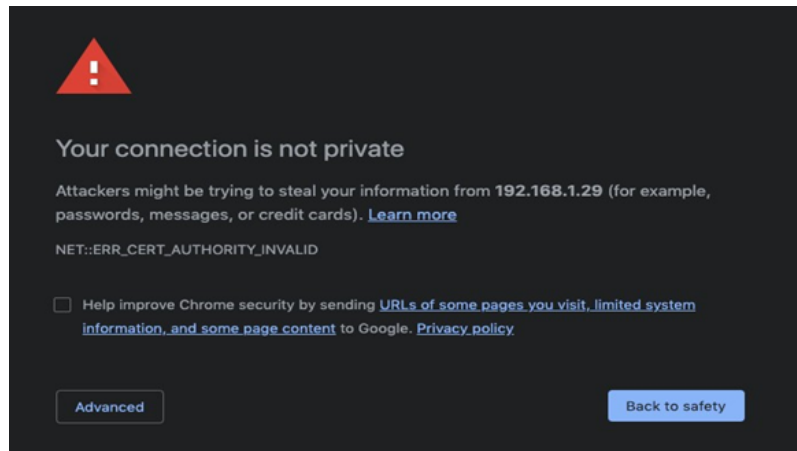 Your connection is not private
Attackers might be trying to steal your information from 192.168.1.29 (for example,
passwords, messages, or credit cards). Learn more
NET::ERR_CERT_AUTHORITY_INVALID
Help improve Chrome security by sending URLs of some pages you visit, limited system
information, and some page content to Google. Privacy policy
Advanced
Back to safety